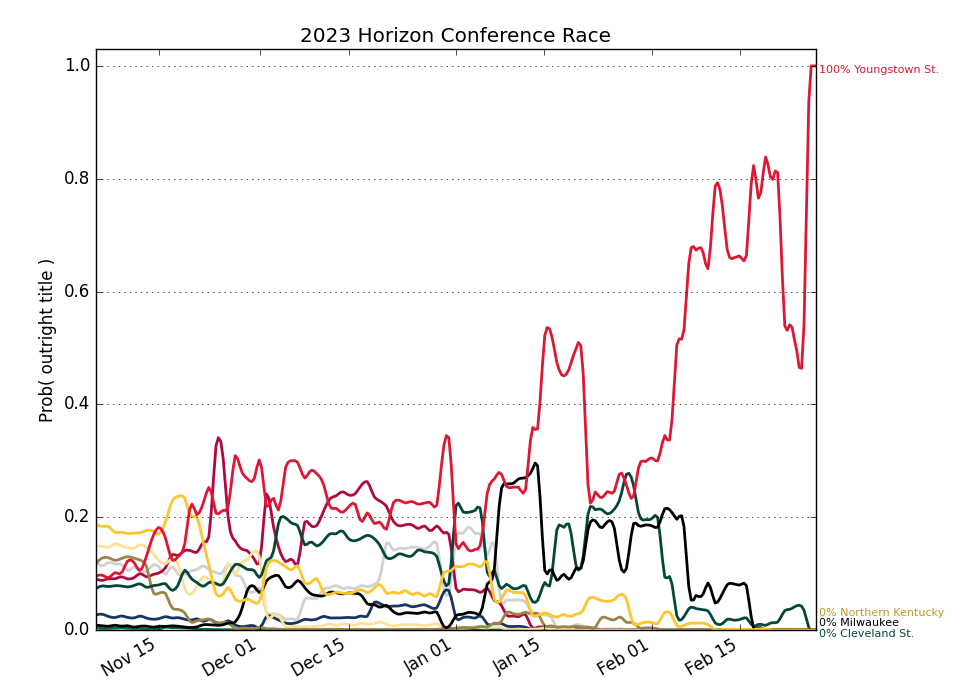 2023 Horizon Conference Race
Prob( outright title )
1.0
0.8
0.6
0.4
0.2
0.0
Nov 15
Dec 01
Dec 15
Jan 01
Jan 15
Feb 01
Feb 15
100% Youngstown St.
0% Northern Kentucky
0% Milwaukee
0% Cleveland St.